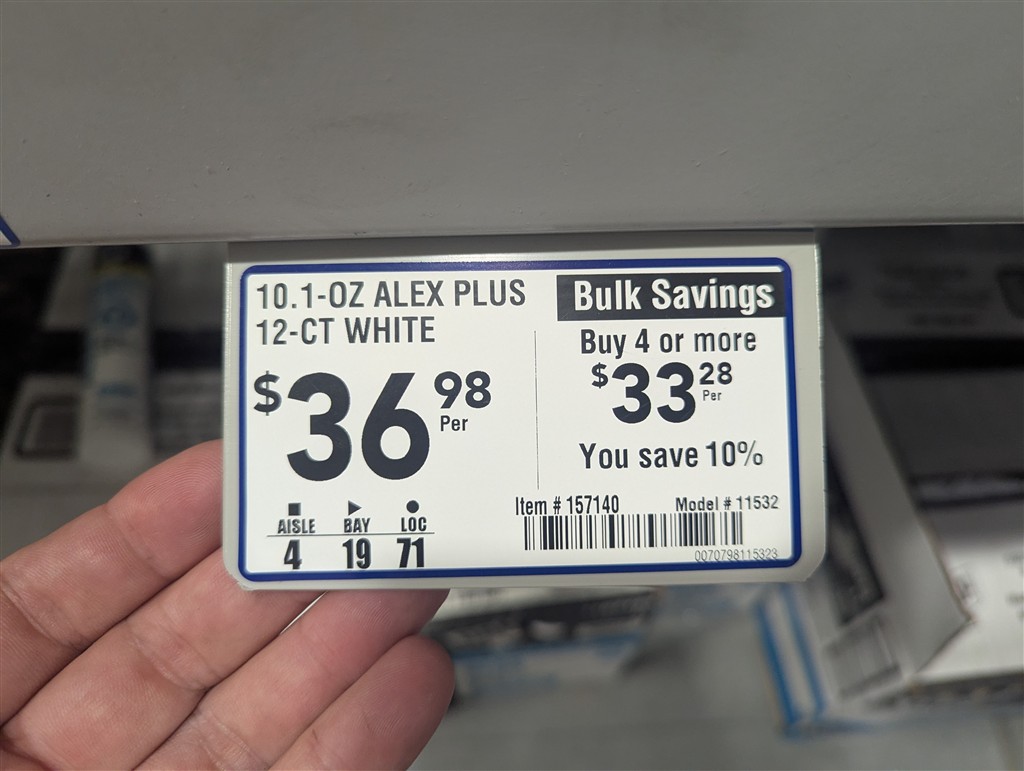 10.1-OZ ALEX PLUS
12-CT WHITE
$36 98 Per
AISLE BAY LOC
4 19 71
Bulk Savings
Buy 4 or more
$33 28 Per
You save 10%
Item # 157140 Model # 11532
0070798115323